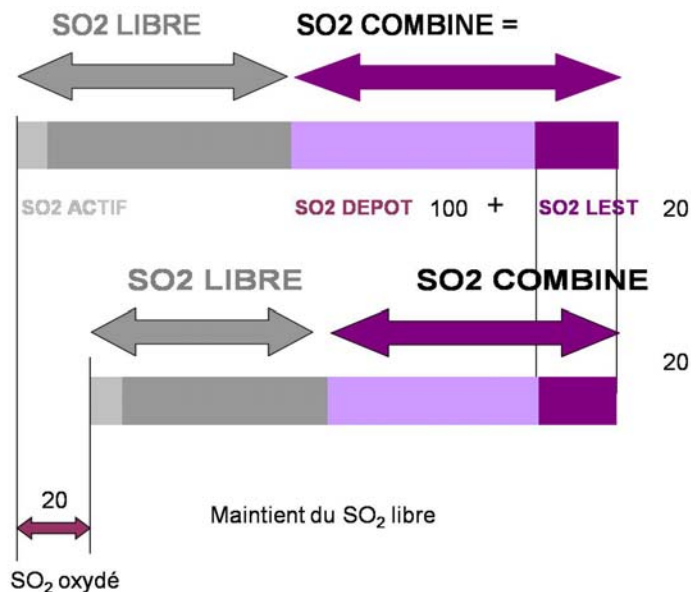 SO2 LIBRE SO2 COMBINE =
SO2 ACTIF SO2 DEPOT 100 + SO2 LEST 20
SO2 LIBRE SO2 COMBINE
20
20
Maintient du SO₂ libre
SO₂ oxydé